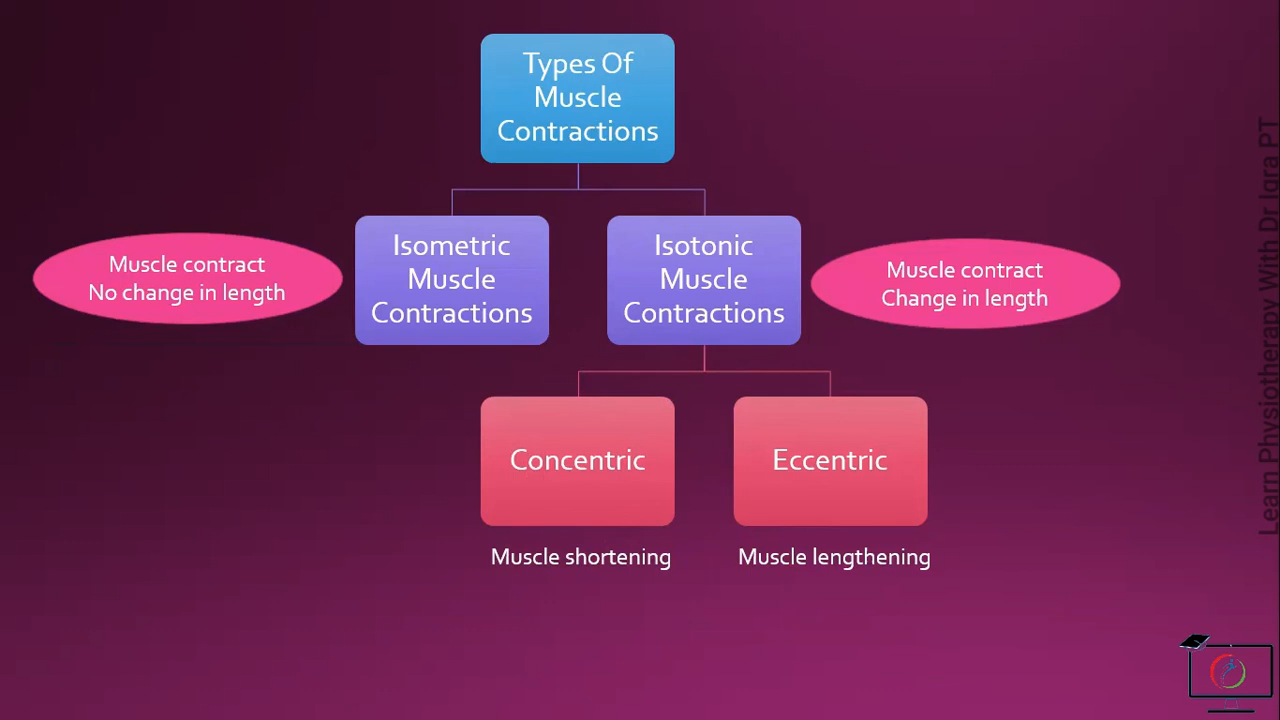 Types Of
Muscle
Contractions
Muscle contract
No change in length
Isometric
Muscle
Contractions
Isotonic
Muscle
Contractions
Muscle contract
Change in length
Concentric
Eccentric
Muscle shortening
Muscle lengthening
Learn Physiotherapy With Dr Iqra PT